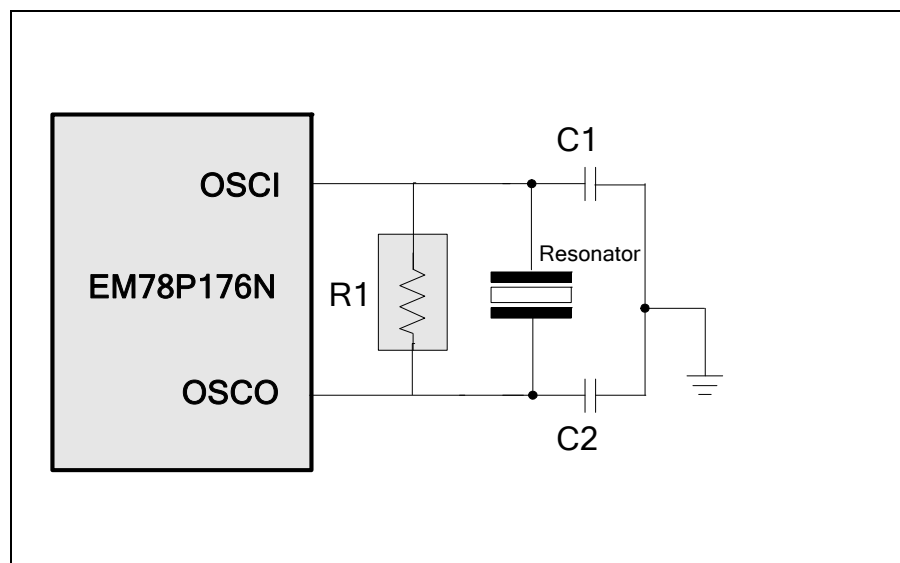 C1
OSCI
Resonator
EM78P176N
R1
OSCO
C2